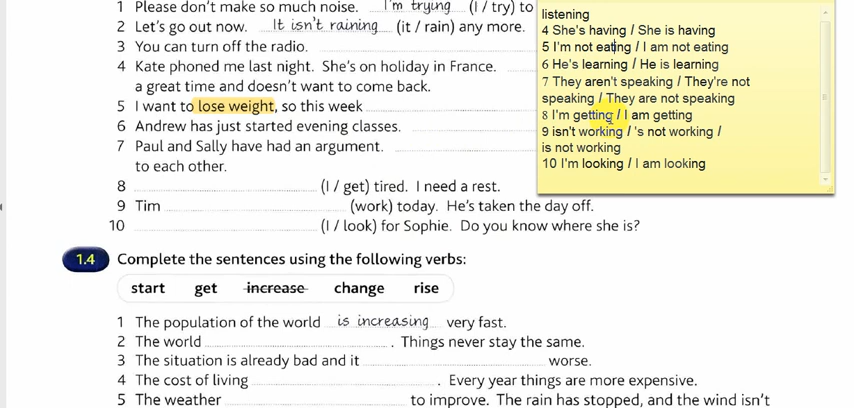 1 Please don't make so much noise. I'm trying (I / try) to
2 Let's go out now. It isn't raining (it / rain) any more.
3 You can turn off the radio.
4 Kate phoned me last night. She's on holiday in France.
a great time and doesn't want to come back.
5 I want to lose weight, so this week
6 Andrew has just started evening classes.
7 Paul and Sally have had an argument.
to each other.
8 (I / get) tired. I need a rest.
9 Tim (work) today. He's taken the day off.
10 (I / look) for Sophie. Do you know where she is?
listening
4 She's having / She is having
5 I'm not eating / I am not eating
6 He's learning / He is learning
7 They aren't speaking / They're not
speaking / They are not speaking
8 I'm getting / I am getting
9 isn't working / 's not working /
is not working
10 I'm looking / I am looking
1.4 Complete the sentences using the following verbs:
start get increase change rise
1 The population of the world is increasing very fast.
2 The world . Things never stay the same.
3 The situation is already bad and it worse.
4 The cost of living . Every year things are more expensive.
5 The weather to improve. The rain has stopped, and the wind isn't